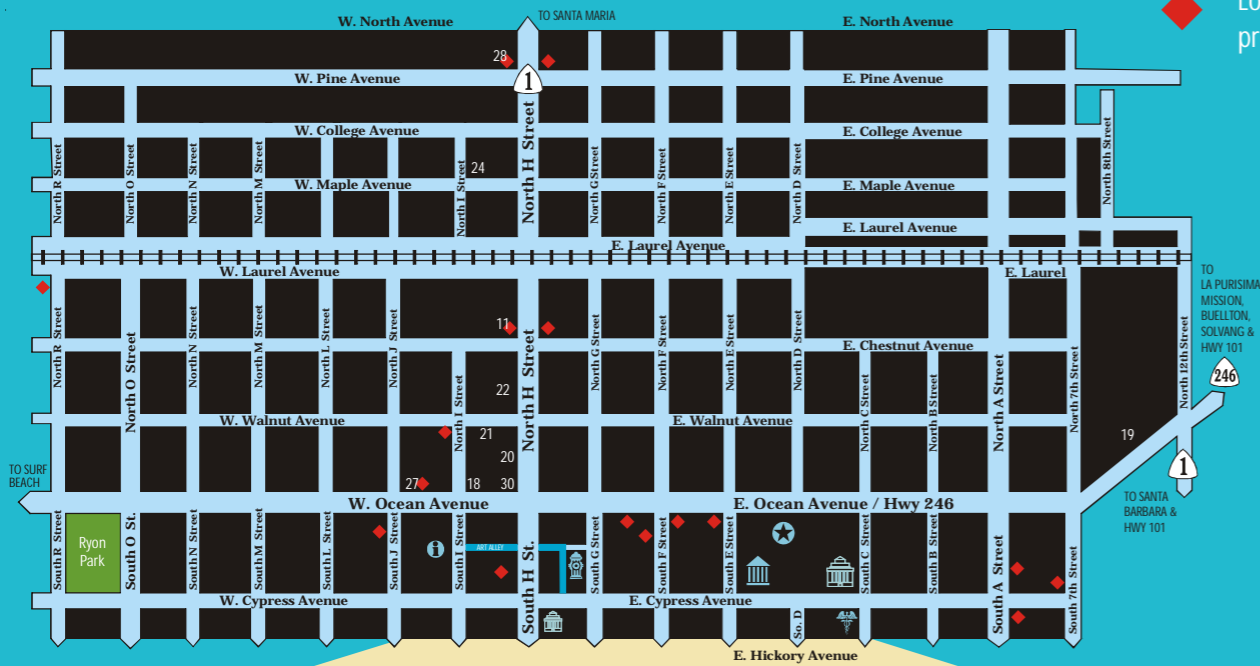 W. North Avenue
TO SANTA MARIA
E. North Avenue
pr
28
1
W. Pine Avenue
E. Pine Avenue
W. College Avenue
E. College Avenue
North R Street
North O Street
North N Street
North M Street
North I Street
24
North H Street
North G Street
North F Street
North E Street
North D Street
North 8th Street
W. Maple Avenue
E. Maple Avenue
E. Laurel Avenue
E. Laurel Avenue
W. Laurel Avenue
E. Laurel
TO
LA PURISIMA
MISSION,
BUELLTON,
SOLVANG &
HWY 101
246
North R Street
North O Street
North N Street
North M Street
North L Street
North J Street
11
North H Street
North G Street
North F Street
North E Street
North D Street
North A Street
North 7th Street
North 12th Street
E. Chestnut Avenue
North I Street
22
North C Street
North B Street
W. Walnut Avenue
E. Walnut Avenue
21
19
20
27
18
30
1
TO SURF
BEACH
W. Ocean Avenue
E. Ocean Avenue / Hwy 246
TO SANTA
BARBARA &
HWY 101
South R Street
Ryon
Park
South O St.
South N Street
South M Street
South L Street
South J Street
i
South I Street
ART ALLEY
South H St.
South G Street
South F Street
South E Street
So. D
South C Street
South B Street
South A Street
South 7th Street
W. Cypress Avenue
E. Cypress Avenue
E. Hickory Avenue